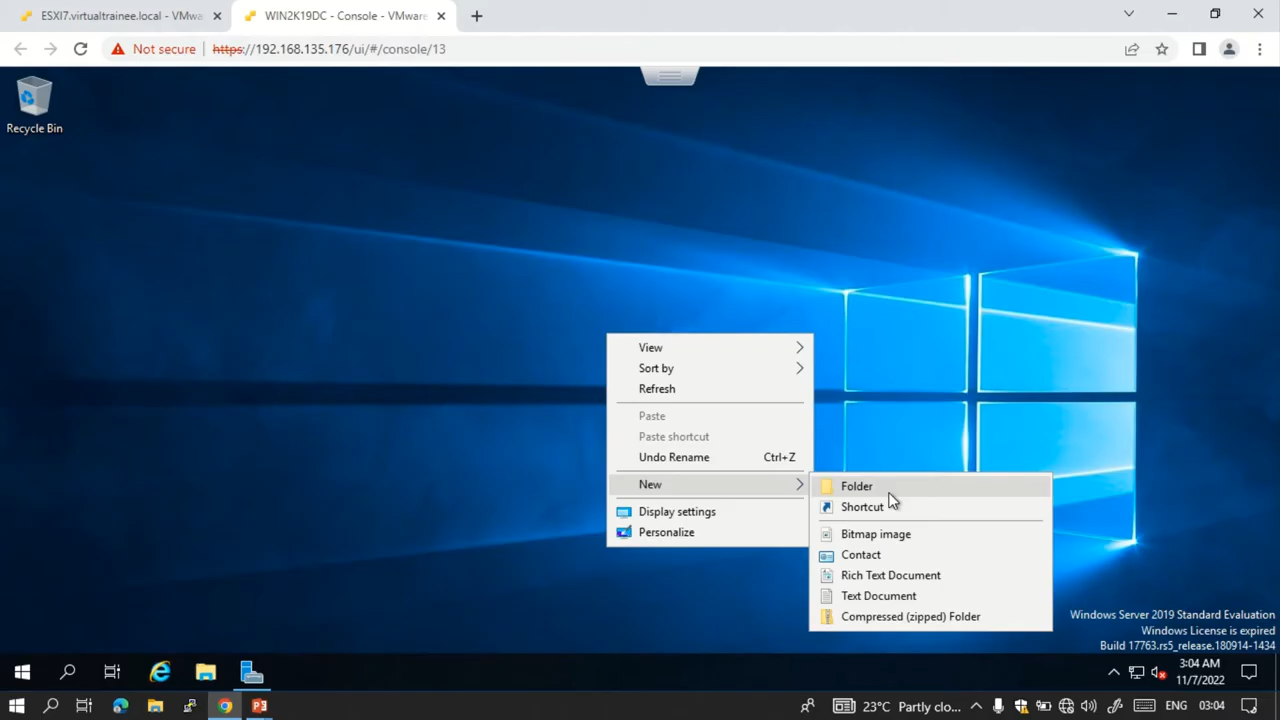 ESXI7.virtualtrainee.local - VMwa
WIN2K19DC - Console - VMware
Not secure
https://192.168.135.176/ui/#/console/13
Recycle Bin
View
Sort by
Refresh
Paste
Paste shortcut
Undo Rename Ctrl+Z
New
Display settings
Personalize
Folder
Shortcut
Bitmap image
Contact
Rich Text Document
Text Document
Compressed (zipped) Folder
Windows Server 2019 Standard Evaluation
Windows License is expired
Build 17763.rs5_release.180914-1434
3:04 AM
11/7/2022
23°C Partly clo...
ENG
03:04